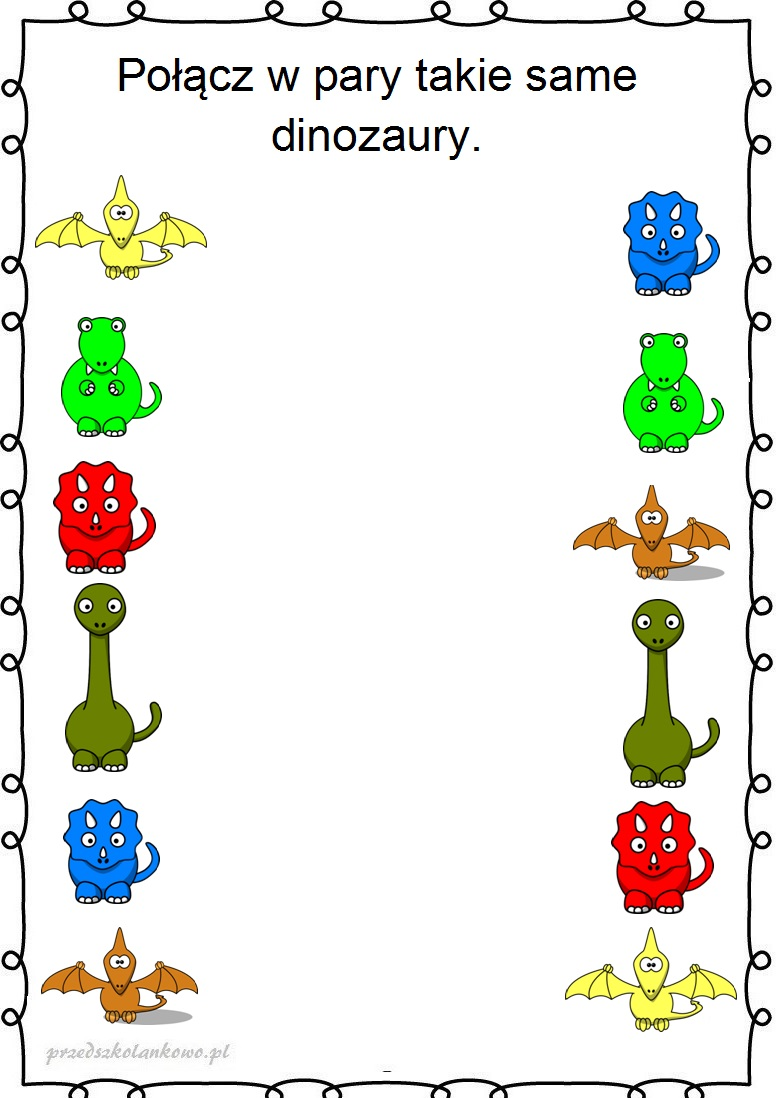 Połącz w pary takie same
dinozaury.
przedszkolankowo.pl